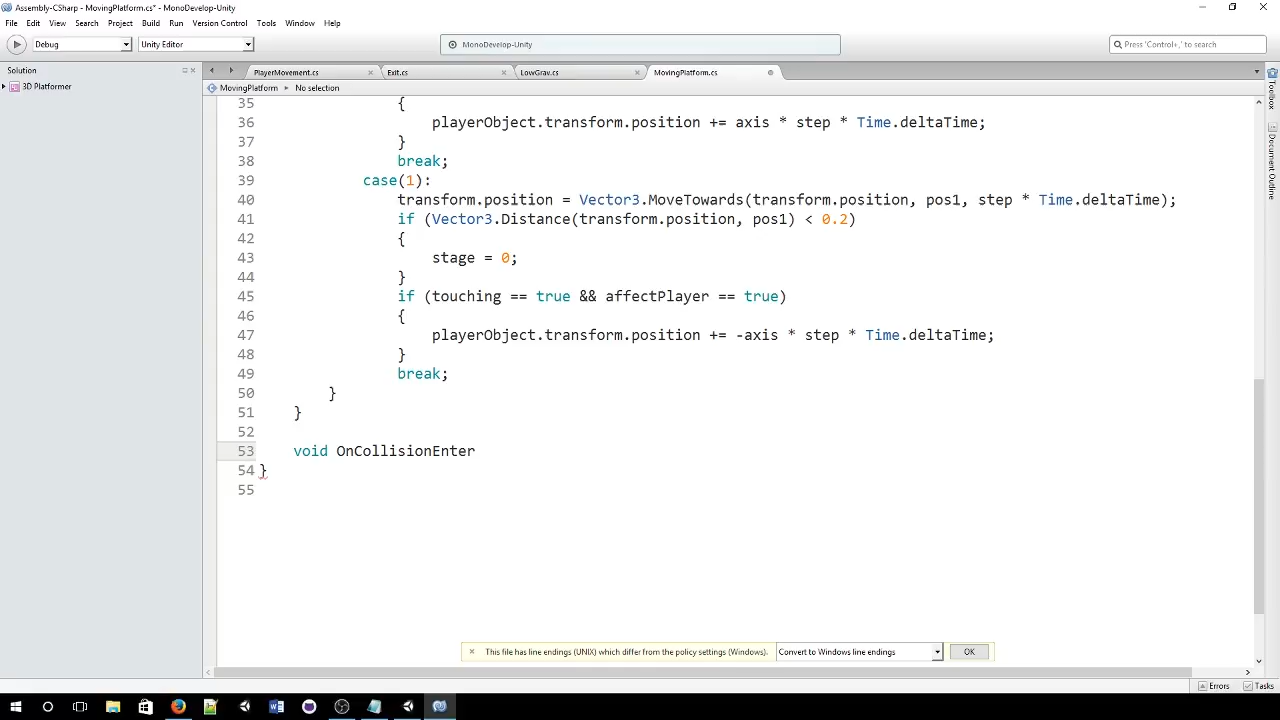 Assembly-CSharp - MovingPlatform.cs* - MonoDevelop-Unity
File Edit View Search Project Build Run Version Control Tools Window Help
Debug Unity Editor MonoDevelop-Unity Press 'Control+,' to search
Solution
PlayerMovement.cs Exit.cs LowGrav.cs MovingPlatform.cs
3D Platformer
MovingPlatform No selection
Toolbox
Document Outline
35 {
36 playerObject.transform.position += axis * step * Time.deltaTime;
37 }
38 break;
39 case(1):
40 transform.position = Vector3.MoveTowards(transform.position, pos1, step * Time.deltaTime);
41 if (Vector3.Distance(transform.position, pos1) < 0.2)
42 {
43 stage = 0;
44 }
45 if (touching == true && affectPlayer == true)
46 {
47 playerObject.transform.position += -axis * step * Time.deltaTime;
48 }
49 break;
50 }
51 }
52
53 void OnCollisionEnter
54 }
55
This file has line endings (UNIX) which differ from the policy settings (Windows). Convert to Windows line endings OK
Errors Tasks